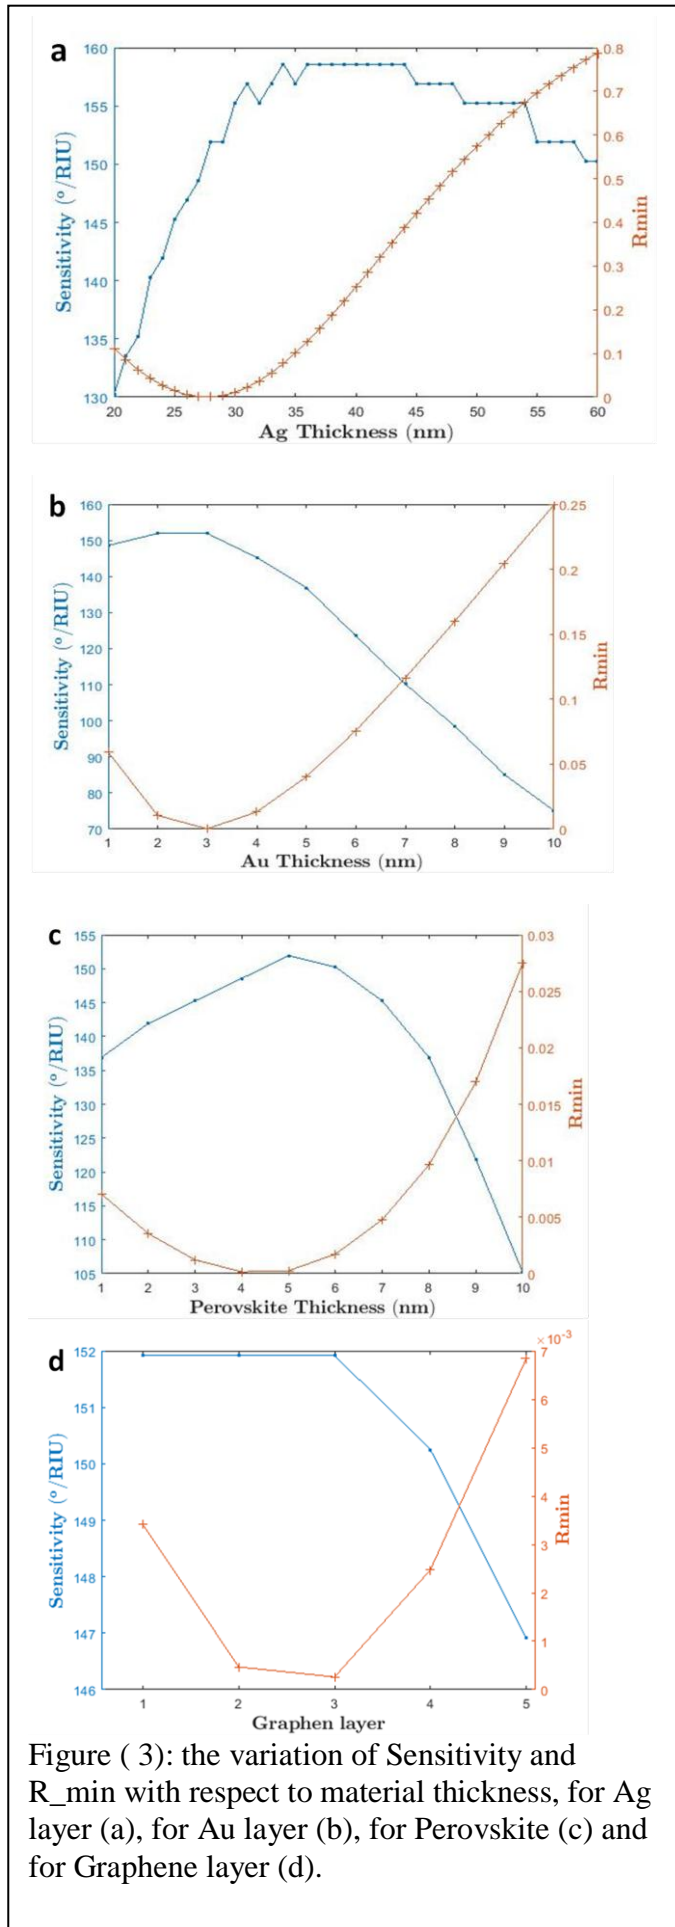 a
160
155
150
145
140
135
130
Sensitivity (º/RIU)
0.8
0.7
0.6
0.5
0.4
0.3
0.2
0.1
0
Rmin
20 25 30 35 40 45 50 55 60
Ag Thickness (nm)
b
160
150
140
130
120
110
100
90
80
70
Sensitivity (º/RIU)
0.25
0.2
0.15
0.1
0.05
0
Rmin
1 2 3 4 5 6 7 8 9 10
Au Thickness (nm)
c
155
150
145
140
135
130
125
120
115
110
105
Sensitivity (º/RIU)
0.03
0.025
0.02
0.015
0.01
0.005
0
Rmin
1 2 3 4 5 6 7 8 9 10
Perovskite Thickness (nm)
d
152
151
150
149
148
147
146
Sensitivity (º/RIU)
×10⁻³
7
6
5
4
3
2
1
0
Rmin
1 2 3 4 5
Graphen layer
Figure ( 3): the variation of Sensitivity and
R_min with respect to material thickness, for Ag
layer (a), for Au layer (b), for Perovskite (c) and
for Graphene layer (d).